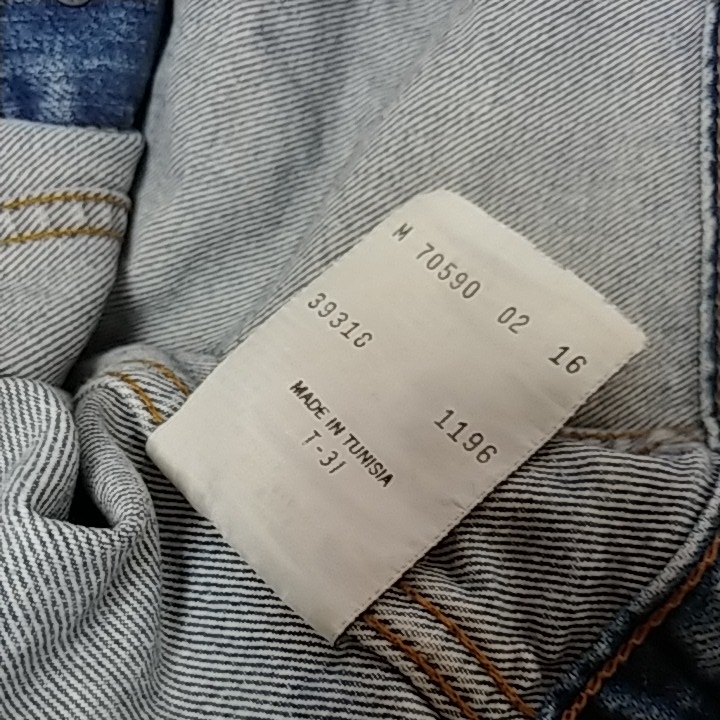 M 70590 02 16
39318
1196
MADE IN TUNISIA
T-31